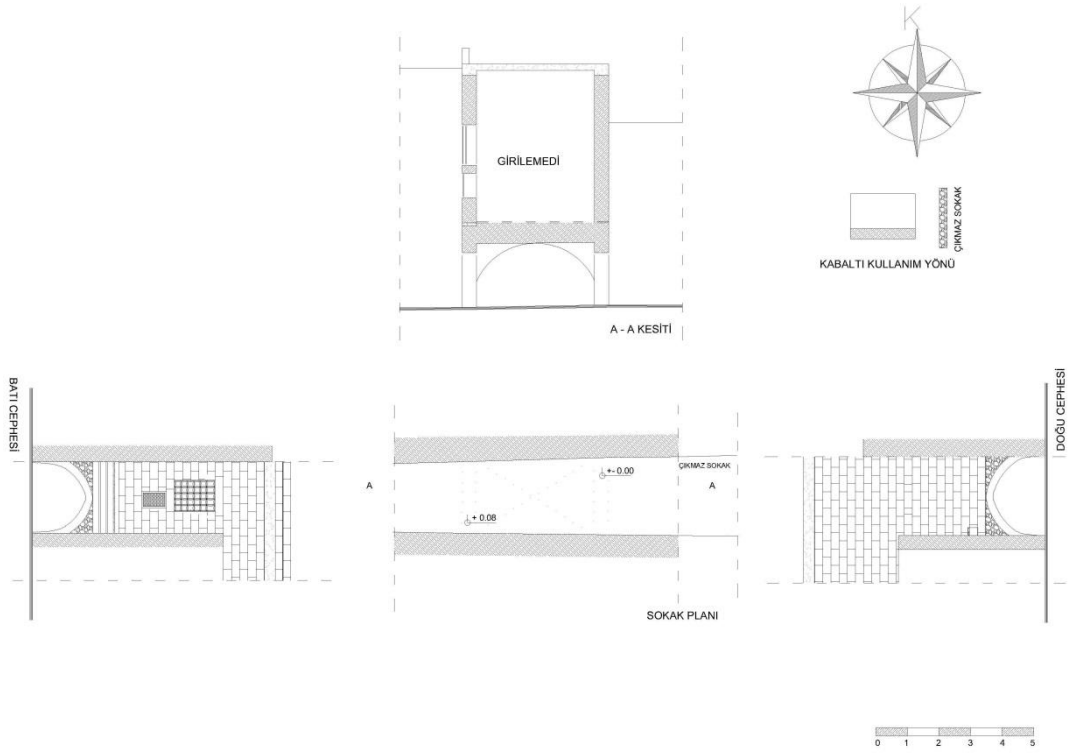 K
GİRİLEMEDİ
ÇIKMAZ SOKAK
KABALTI KULLANIM YÖNÜ
A - A KESİTİ
BATI CEPHESİ
DOĞU CEPHESİ
ÇIKMAZ SOKAK
+- 0.00
A
A
+ 0.08
SOKAK PLANI
0 1 2 3 4 5